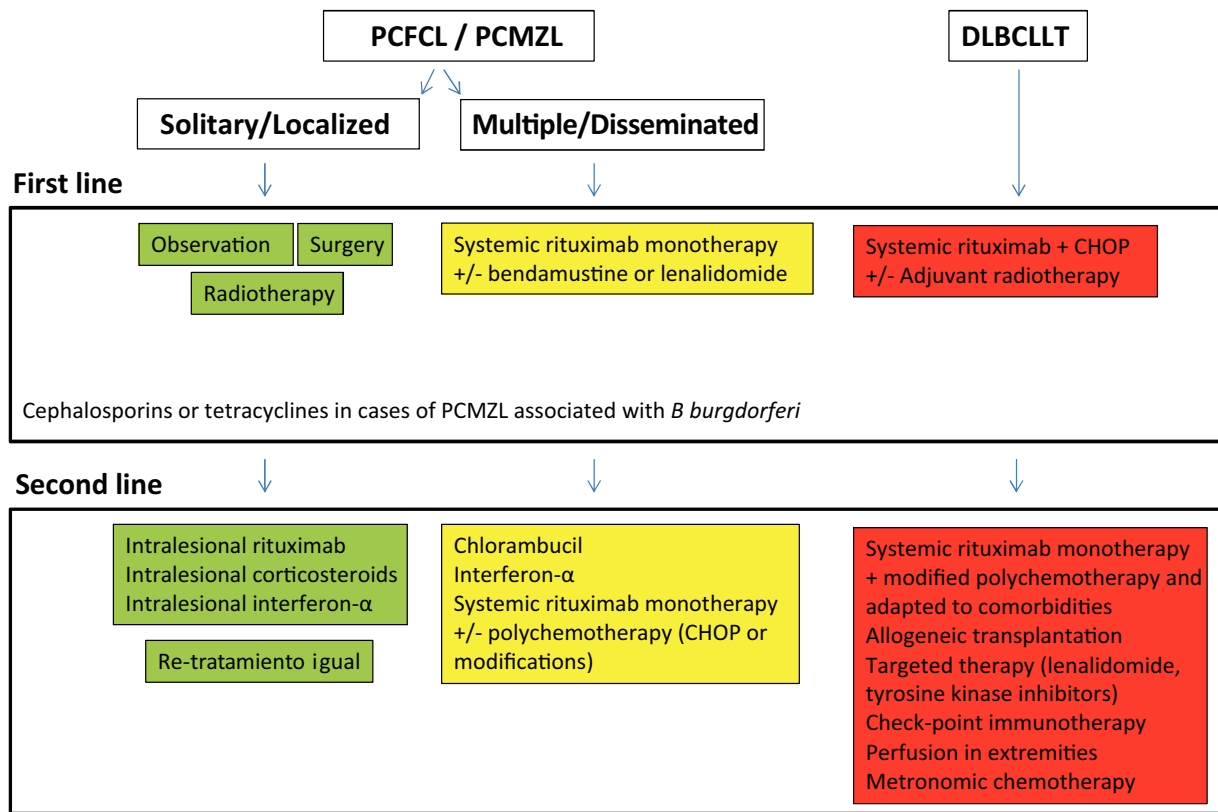 PCFCL / PCMZL
DLBCLLT
Solitary/Localized
Multiple/Disseminated
First line
Observation
Surgery
Radiotherapy
Systemic rituximab monotherapy
+/- bendamustine or lenalidomide
Systemic rituximab + CHOP
+/- Adjuvant radiotherapy
Cephalosporins or tetracyclines in cases of PCMZL associated with B burgdorferi
Second line
Intralesional rituximab
Intralesional corticosteroids
Intralesional interferon-α
Re-tratamiento igual
Chlorambucil
Interferon-α
Systemic rituximab monotherapy
+/- polychemotherapy (CHOP or
modifications)
Systemic rituximab monotherapy
+ modified polychemotherapy and
adapted to comorbidities
Allogeneic transplantation
Targeted therapy (lenalidomide,
tyrosine kinase inhibitors)
Check-point immunotherapy
Perfusion in extremities
Metronomic chemotherapy